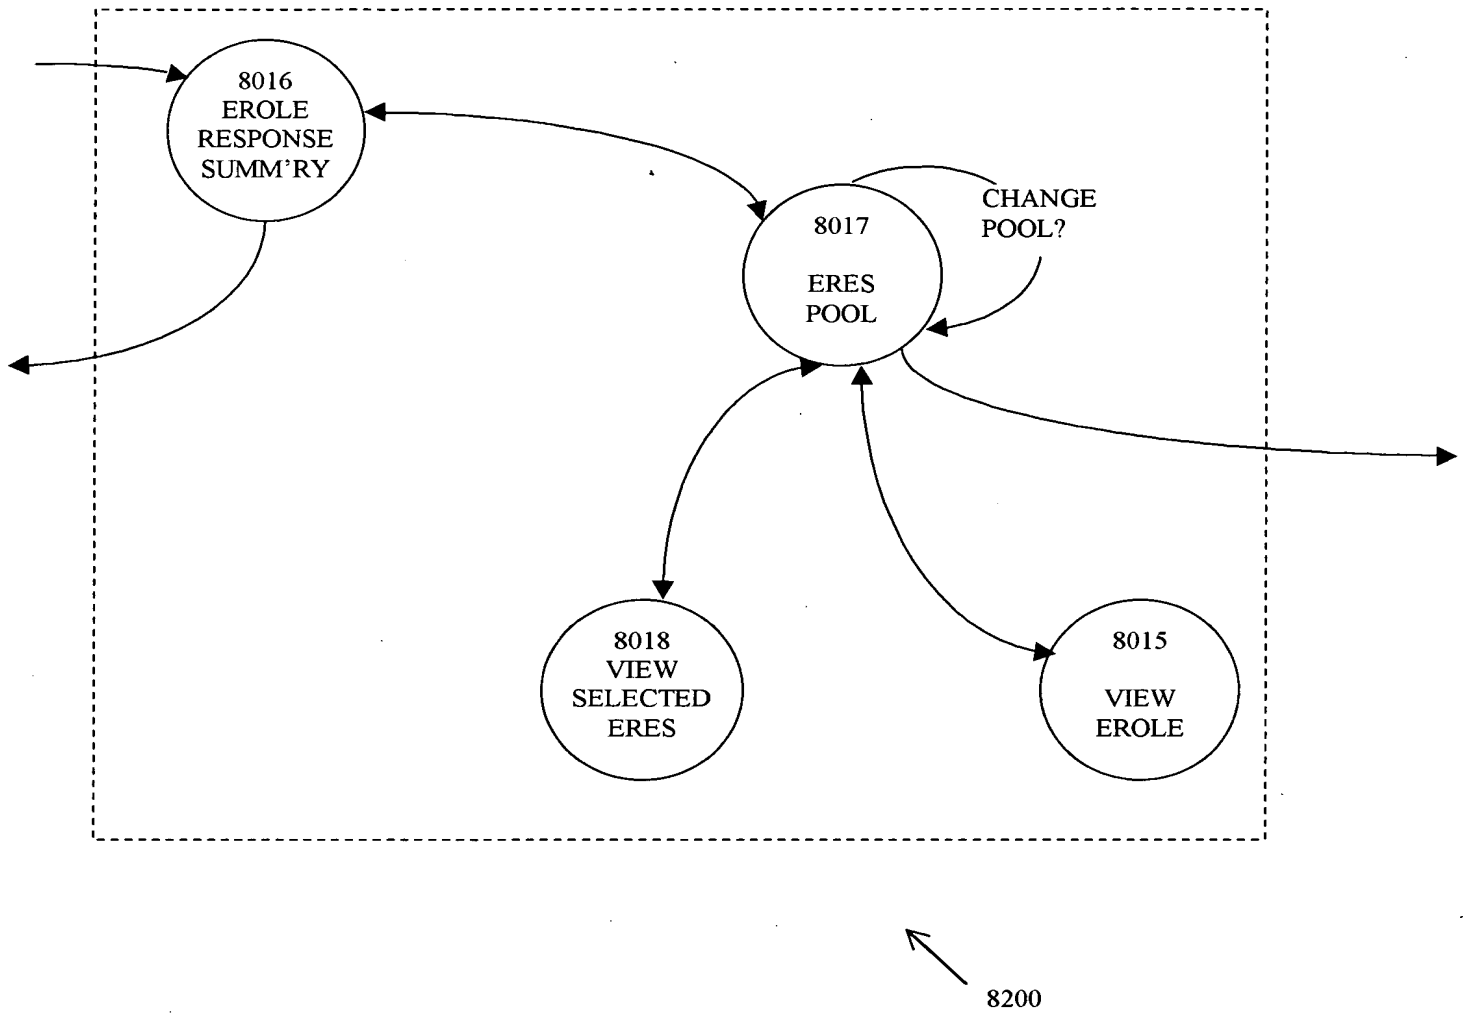 8016
EROLE
RESPONSE
SUMM'RY
8017
ERES
POOL
CHANGE
POOL?
8018
VIEW
SELECTED
ERES
8015
VIEW
EROLE
8200